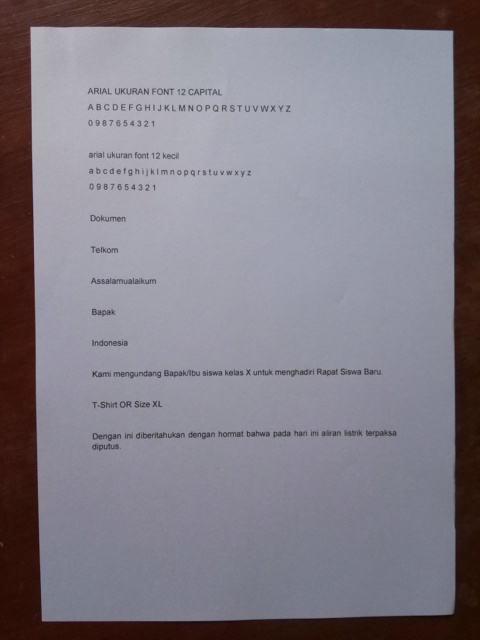 ARIAL UKURAN FONT 12 CAPITAL
A B C D E F G H I J K L M N O P Q R S T U V W X Y Z
0 9 8 7 6 5 4 3 2 1
arial ukuran font 12 kecil
a b c d e f g h i j k l m n o p q r s t u v w x y z
0 9 8 7 6 5 4 3 2 1
Dokumen
Telkom
Assalamualaikum
Bapak
Indonesia
Kami mengundang Bapak/Ibu siswa kelas X untuk menghadiri Rapat Siswa Baru.
T-Shirt OR Size XL
Dengan ini diberitahukan dengan hormat bahwa pada hari ini aliran listrik terpaksa
diputus.